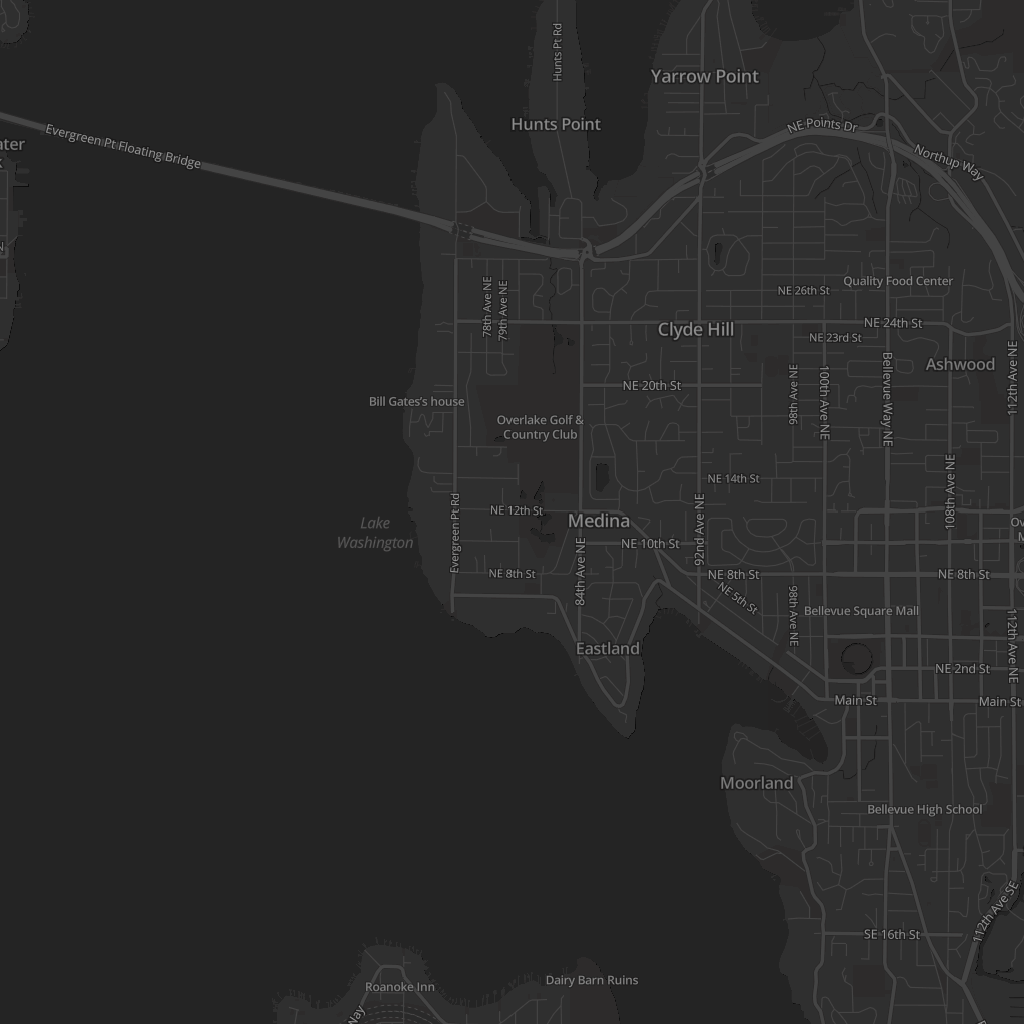 Hunts Pt Rd
Yarrow Point
Hunts Point
NE Points Dr
Evergreen Pt Floating Bridge
Northup Way
Quality Food Center
NE 26th St
78th Ave NE
79th Ave NE
NE 24th St
Clyde Hill
NE 23rd St
Ashwood
112th Ave NE
NE 20th St
98th Ave NE
100th Ave NE
Bellevue Way NE
Bill Gates's house
Overlake Golf &
Country Club
NE 14th St
108th Ave NE
Evergreen Pt Rd
NE 12th St
Medina
92nd Ave NE
Lake
Washington
NE 10th St
84th Ave NE
NE 8th St
NE 8th St
NE 8th St
NE 5th St
98th Ave NE
Bellevue Square Mall
112th Ave NE
Eastland
NE 2nd St
Main St
Main St
Moorland
Bellevue High School
112th Ave SE
SE 16th St
Dairy Barn Ruins
Roanoke Inn